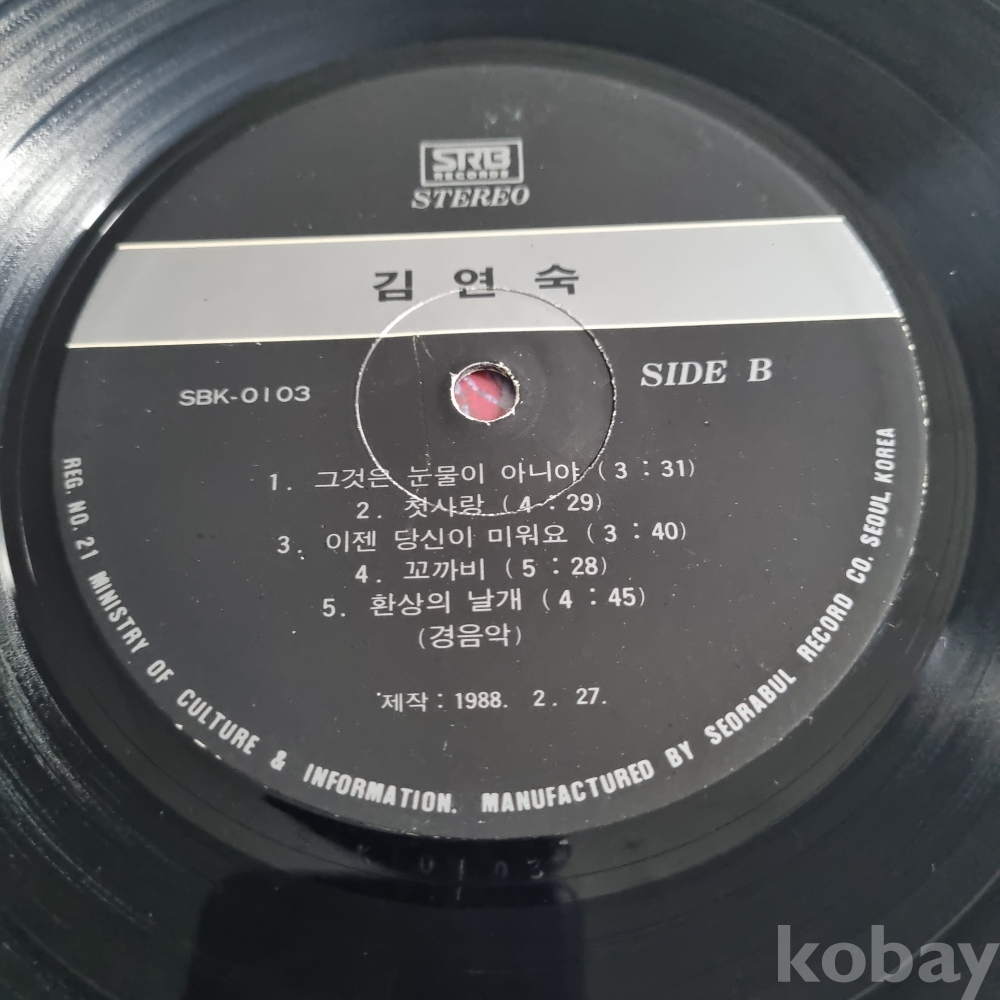 SRB
RECORDS
STEREO
김연숙
SBK-0103
SIDE B
1. 그것은 눈물이 아니야 (3 : 31)
2. 첫사랑 (4 : 29)
3. 이젠 당신이 미워요 (3 : 40)
4. 꼬까비 (5 : 28)
5. 환상의 날개 (4 : 45)
(경음악)
제작 : 1988. 2. 27.
REG. NO. 21 MINISTRY OF CULTURE & INFORMATION. MANUFACTURED BY SEORABUL RECORD CO. SEOUL KOREA
K 0103
kobay